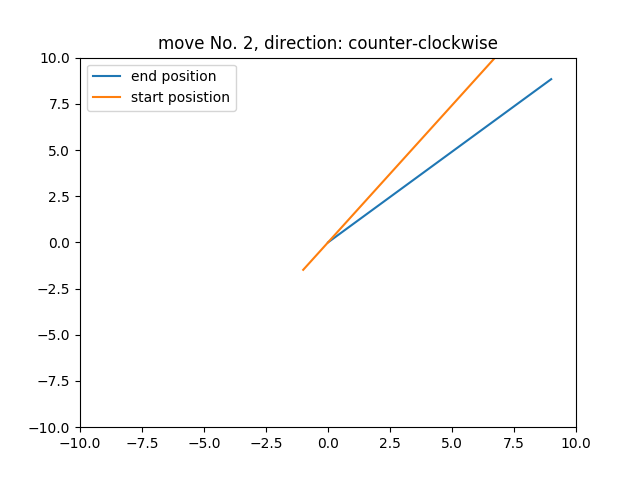 move No. 2, direction: counter-clockwise
end position
start posistion
10.0
7.5
5.0
2.5
0.0
−2.5
−5.0
−7.5
−10.0
−10.0 −7.5 −5.0 −2.5 0.0 2.5 5.0 7.5 10.0